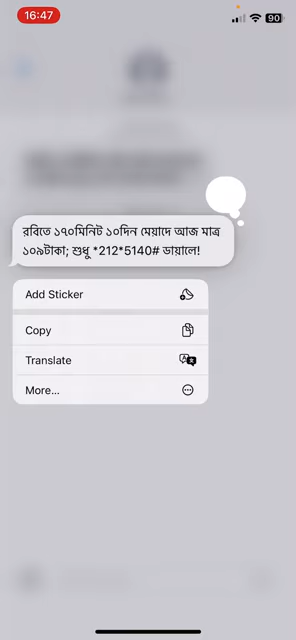 16:47
90
রবিতে ১৭০মিনিট ১০দিন মেয়াদে আজ মাত্র
১০৯টাকা; শুধু *212*5140# ডায়ালে!
Add Sticker
Copy
Translate
More...